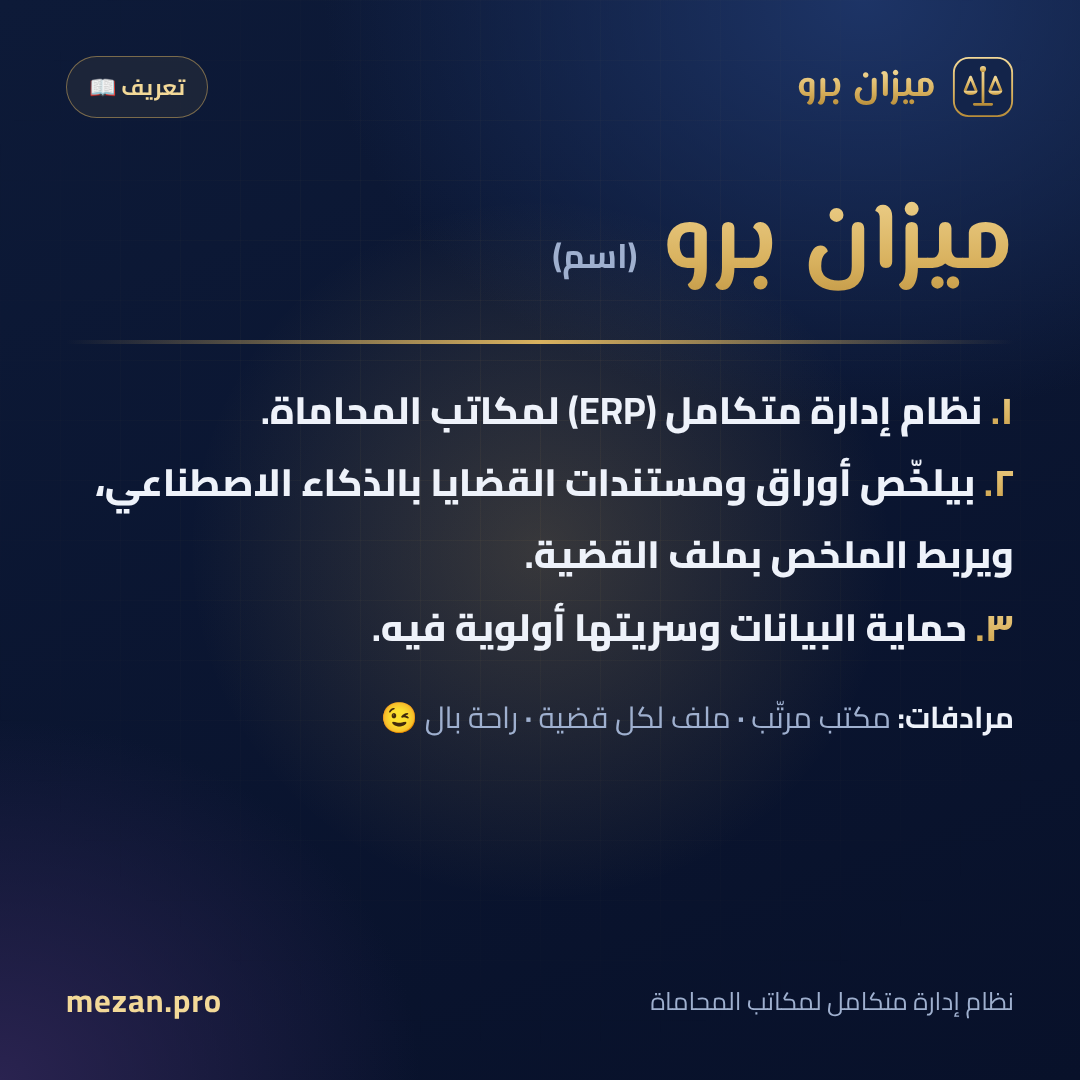 ميزان برو
تعريف 📖
ميزان برو (اسم)
١. نظام إدارة متكامل (ERP) لمكاتب المحاماة.
٢. بيلخّص أوراق ومستندات القضايا بالذكاء الاصطناعي،
ويربط الملخص بملف القضية.
٣. حماية البيانات وسريتها أولوية فيه.
مرادفات: مكتب مرتّب · ملف لكل قضية · راحة بال 😉
نظام إدارة متكامل لمكاتب المحاماة
mezan.pro